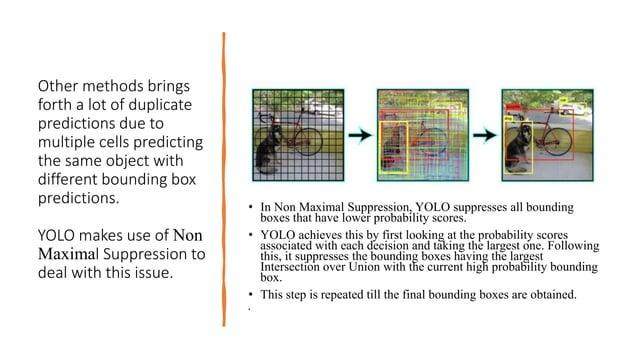 Other methods brings
forth a lot of duplicate
predictions due to
multiple cells predicting
the same object with
different bounding box
predictions.
YOLO makes use of Non
Maximal Suppression to
deal with this issue.
• In Non Maximal Suppression, YOLO suppresses all bounding
boxes that have lower probability scores.
• YOLO achieves this by first looking at the probability scores
associated with each decision and taking the largest one. Following
this, it suppresses the bounding boxes having the largest
Intersection over Union with the current high probability bounding
box.
• This step is repeated till the final bounding boxes are obtained.
.